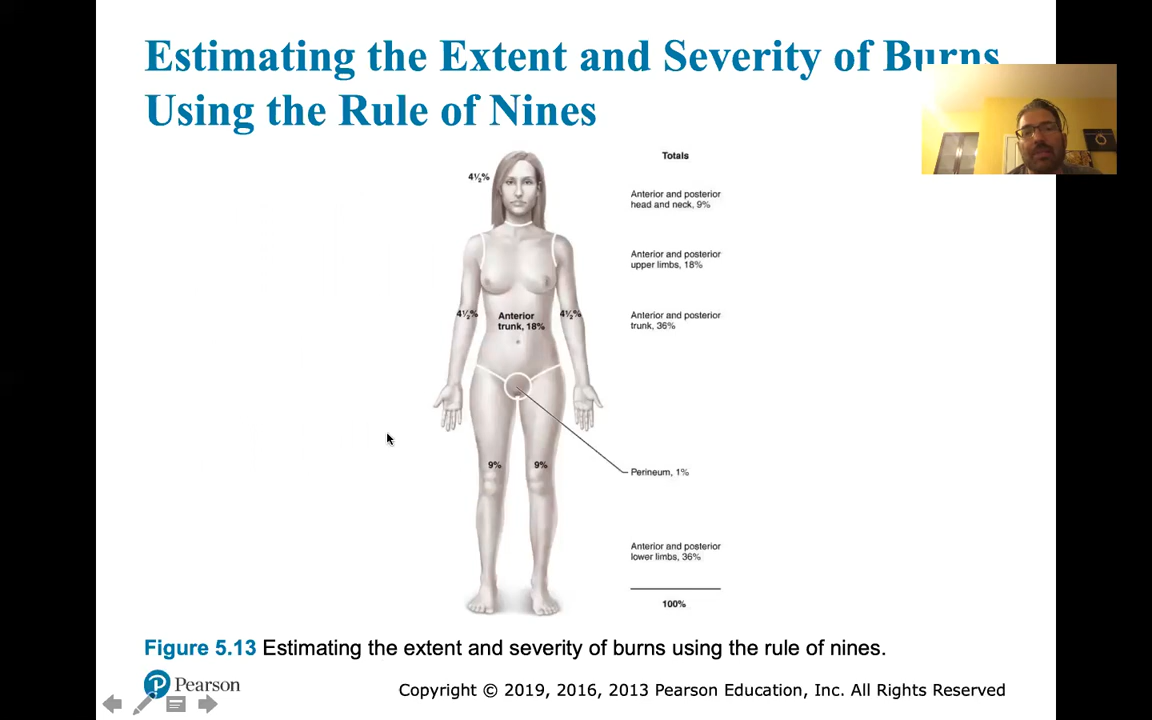 Estimating the Extent and Severity of Burns
Using the Rule of Nines
Totals
4½%
Anterior and posterior
head and neck, 9%
Anterior and posterior
upper limbs, 18%
4½%
Anterior
trunk, 18%
4½%
Anterior and posterior
trunk, 36%
9%
9%
Perineum, 1%
Anterior and posterior
lower limbs, 36%
100%
Figure 5.13 Estimating the extent and severity of burns using the rule of nines.
P Pearson
Copyright © 2019, 2016, 2013 Pearson Education, Inc. All Rights Reserved